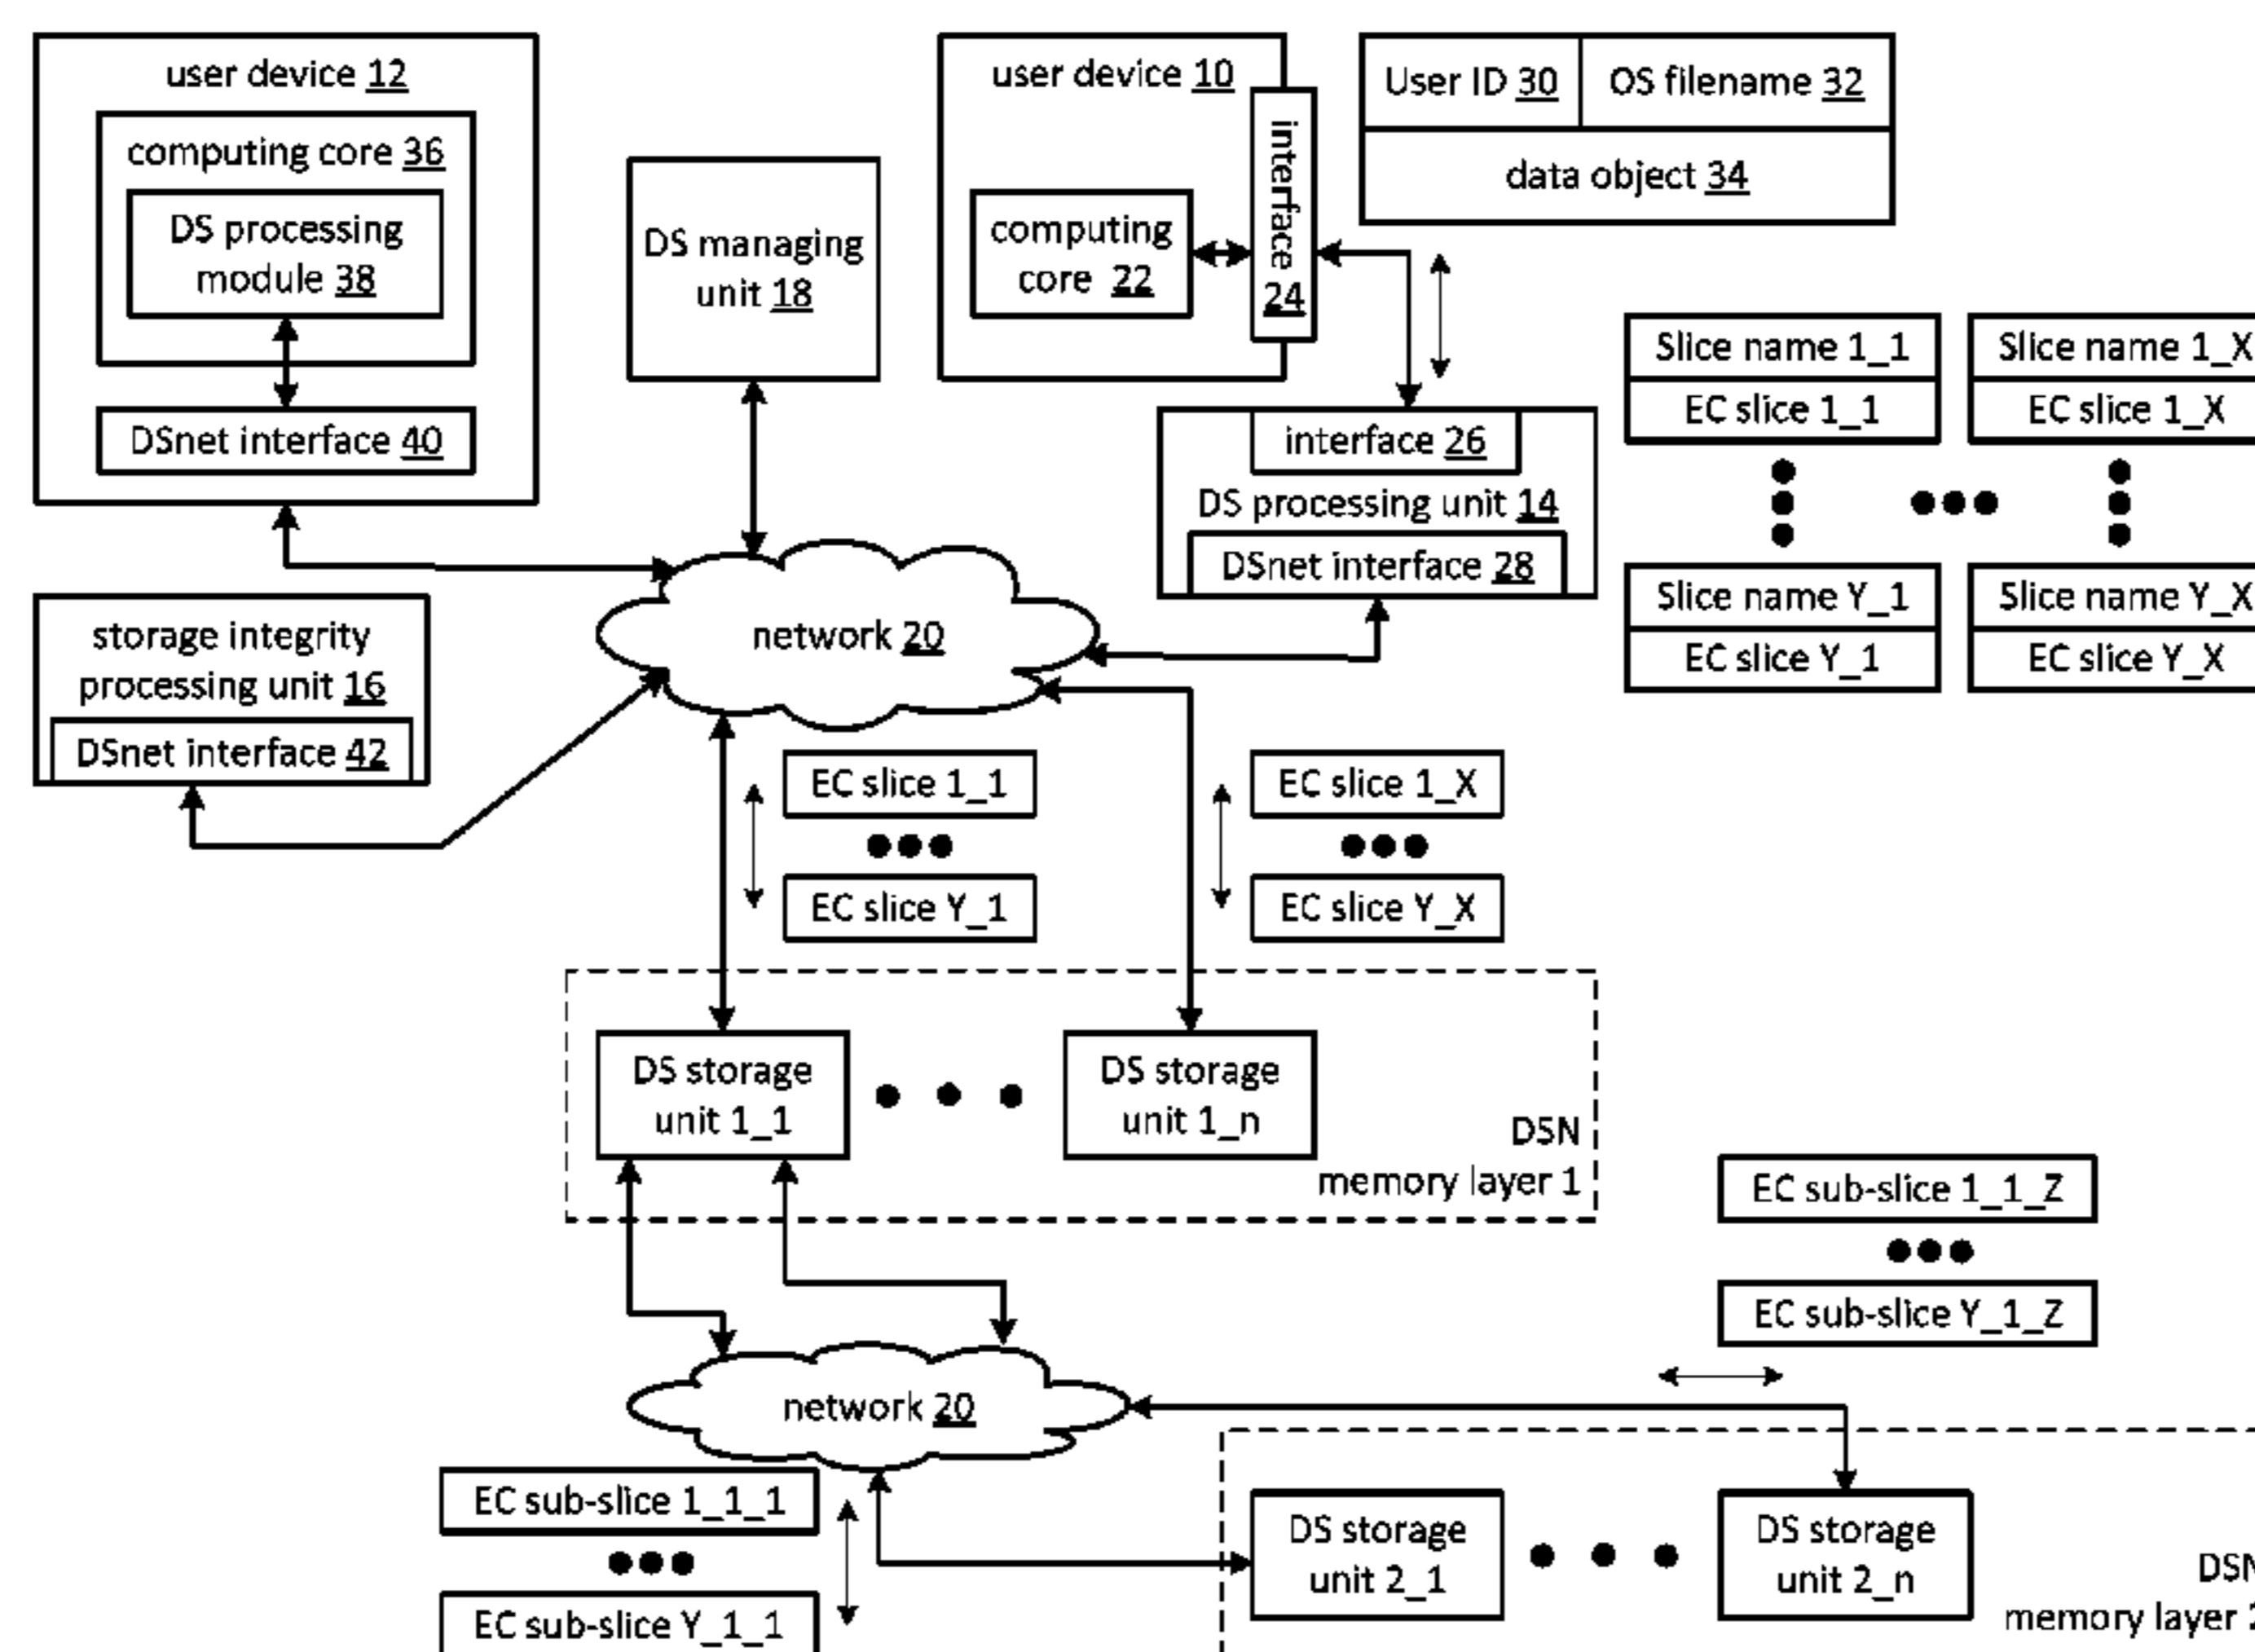 user device 12
computing core 36
DS processing
module 38
DSnet interface 40
DS managing
unit 18
user device 10
computing
core 22
interface 24
User ID 30
OS filename 32
data object 34
interface 26
DS processing unit 14
DSnet interface 28
Slice name 1_1
EC slice 1_1
Slice name 1_X
EC slice 1_X
Slice name Y_1
EC slice Y_1
Slice name Y_X
EC slice Y_X
storage integrity
processing unit 16
DSnet interface 42
network 20
EC slice 1_1
EC slice Y_1
EC slice 1_X
EC slice Y_X
DS storage
unit 1_1
DS storage
unit 1_n
DSN
memory layer 1
EC sub-slice 1_1_Z
EC sub-slice Y_1_Z
network 20
EC sub-slice 1_1_1
EC sub-slice Y_1_1
DS storage
unit 2_1
DS storage
unit 2_n
DSN
memory layer 2